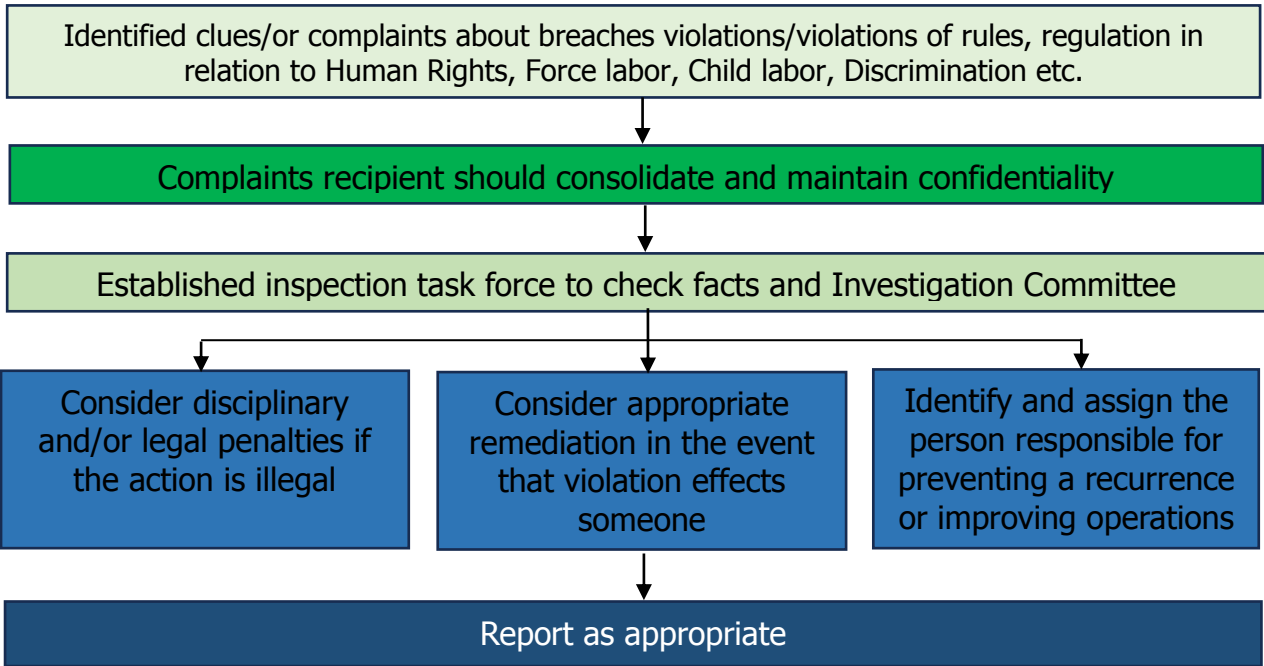 Identified clues/or complaints about breaches violations/violations of rules, regulation in
relation to Human Rights, Force labor, Child labor, Discrimination etc.
Complaints recipient should consolidate and maintain confidentiality
Established inspection task force to check facts and Investigation Committee
Consider disciplinary
and/or legal penalties if
the action is illegal
Consider appropriate
remediation in the event
that violation effects
someone
Identify and assign the
person responsible for
preventing a recurrence
or improving operations
Report as appropriate